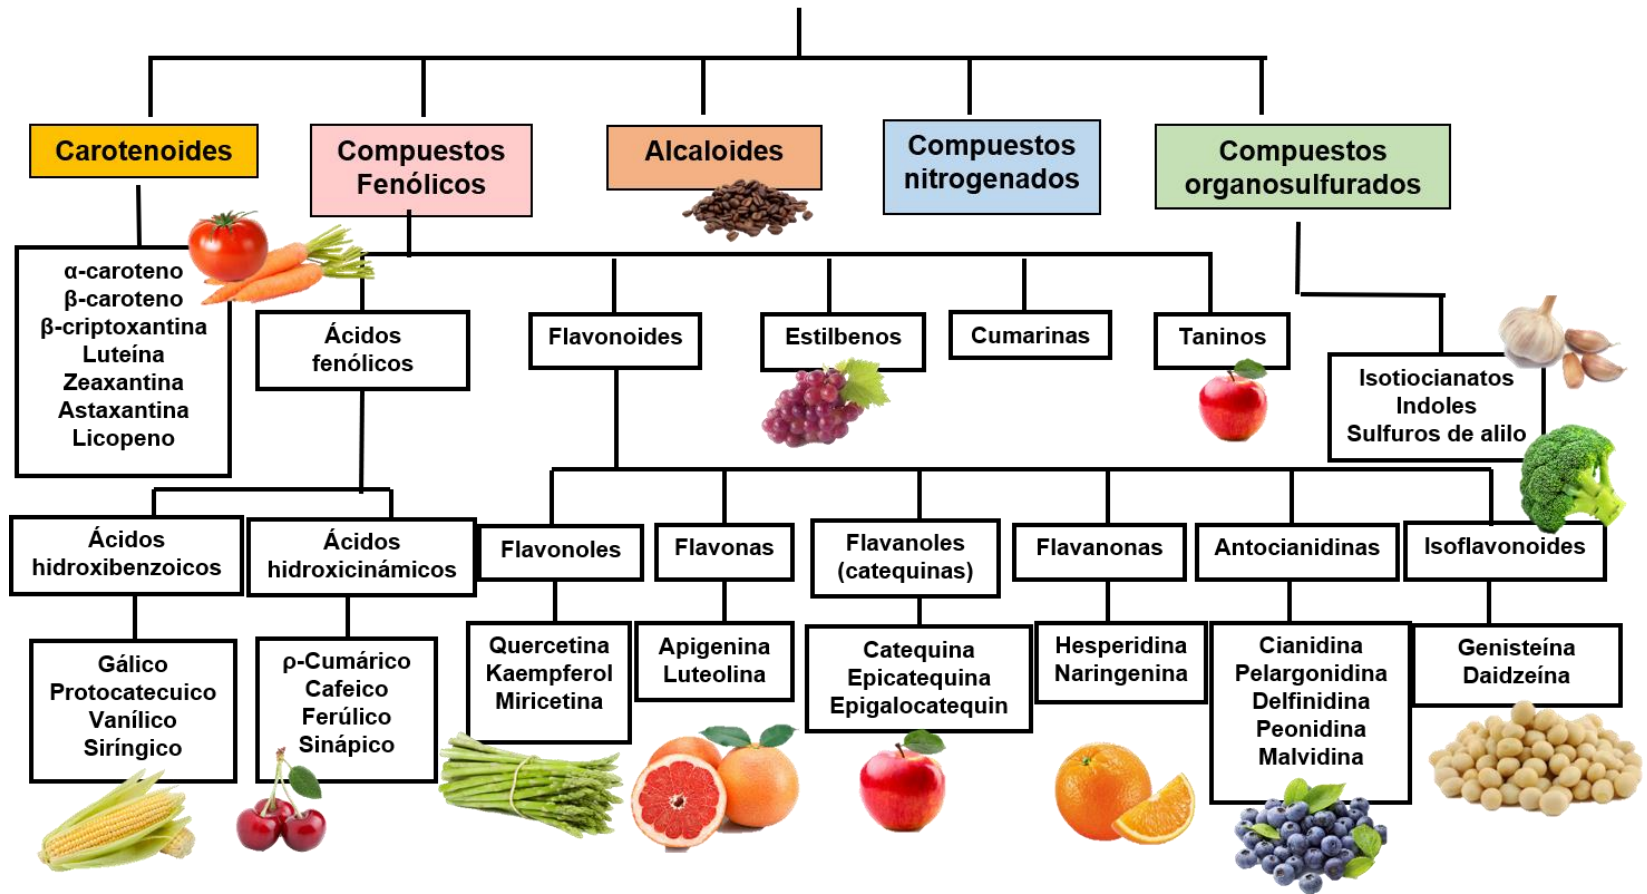 Carotenoides
Compuestos
Fenólicos
Alcaloides
Compuestos
nitrogenados
Compuestos
organosulfurados
α-caroteno
β-caroteno
β-criptoxantina
Luteína
Zeaxantina
Astaxantina
Licopeno
Ácidos
fenólicos
Flavonoides
Estilbenos
Cumarinas
Taninos
Isotiocianatos
Indoles
Sulfuros de alilo
Ácidos
hidroxibenzoicos
Ácidos
hidroxicinámicos
Flavonoles
Flavonas
Flavanoles
(catequinas)
Flavanonas
Antocianidinas
Isoflavonoides
Gálico
Protocatecuico
Vanílico
Siríngico
ρ-Cumárico
Cafeico
Ferúlico
Sinápico
Quercetina
Kaempferol
Miricetina
Apigenina
Luteolina
Catequina
Epicatequina
Epigalocatequin
Hesperidina
Naringenina
Cianidina
Pelargonidina
Delfinidina
Peonidina
Malvidina
Genisteína
Daidzeína